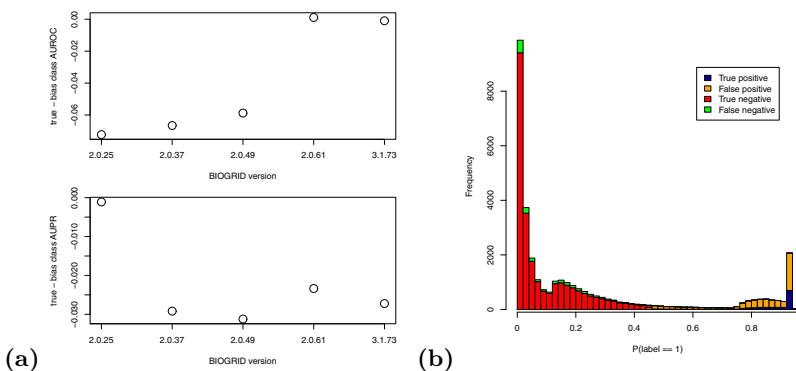 0.00
−0.02
−0.04
−0.06
true − bias class AUROC
2.0.25 2.0.37 2.0.49 2.0.61 3.1.73
BIOGRID version
0.000
−0.010
−0.020
−0.030
true − bias class AUPR
2.0.25 2.0.37 2.0.49 2.0.61 3.1.73
BIOGRID version
(a)
True positive
False positive
True negative
False negative
8000
6000
4000
2000
0
Frequency
0 0.2 0.4 0.6 0.8
P(label == 1)
(b)